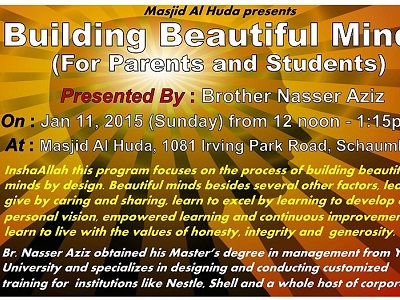 Masjid Al Huda presents
Building Beautiful Mind
(For Parents and Students)
Presented By : Brother Nasser Aziz
On : Jan 11, 2015 (Sunday) from 12 noon - 1:15p
At : Masjid Al Huda, 1081 Irving Park Road, Schaum
InshaAllah this program focuses on the process of building beauti
minds by design. Beautiful minds besides several other factors, lea
give by caring and sharing, learn to excel by learning to develop
personal vision, empowered learning and continuous improveme
learn to live with the values of honesty, integrity and generosity.
Br. Nasser Aziz obtained his Master's degree in management from Y
University and specializes in designing and conducting customized
training for institutions like Nestle, Shell and a whole host of corpor